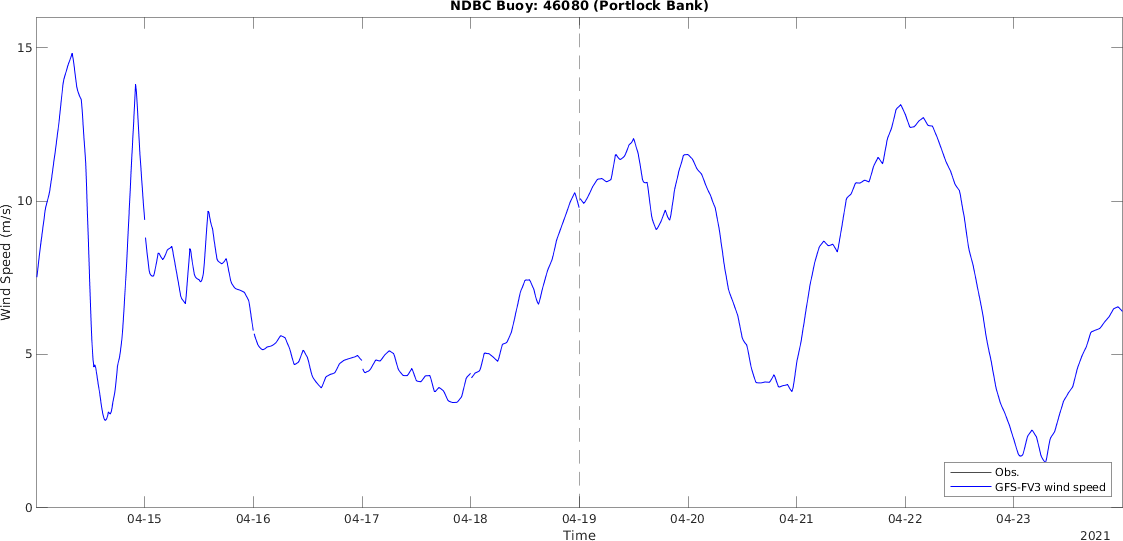 NDBC Buoy: 46080 (Portlock Bank)
15
10
5
0
Wind Speed (m/s)
04-15 04-16 04-17 04-18 04-19 04-20 04-21 04-22 04-23
Time
2021
Obs.
GFS-FV3 wind speed